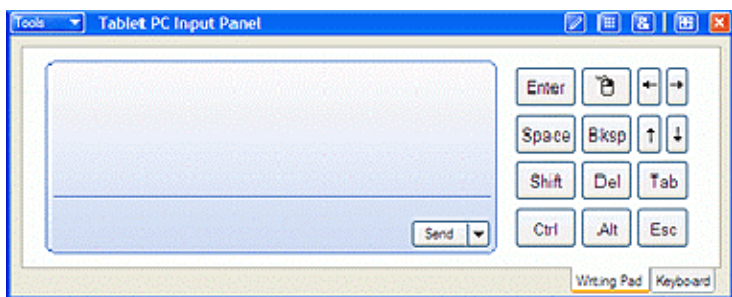 Tools Tablet PC Input Panel
Enter
Space Bksp ↑ ↓
Shift Del Tab
Send Ctrl Alt Esc
Writing Pad Keyboard